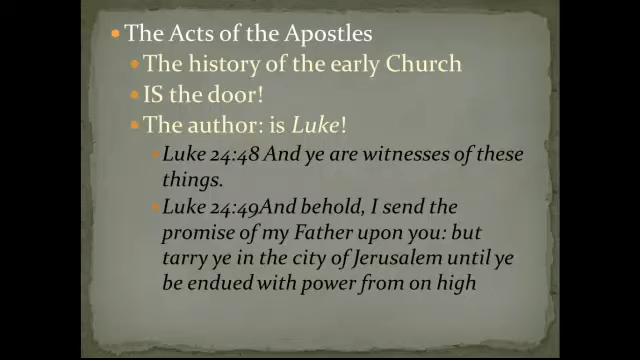 The Acts of the Apostles
The history of the early Church
IS the door!
The author: is Luke!
Luke 24:48 And ye are witnesses of these
things.
Luke 24:49And behold, I send the
promise of my Father upon you: but
tarry ye in the city of Jerusalem until ye
be endued with power from on high